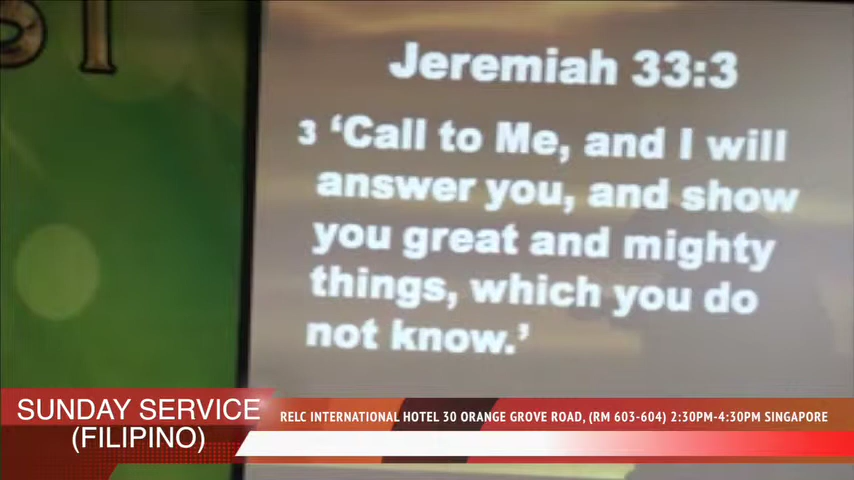 Jeremiah 33:3
3 ‘Call to Me, and I will
answer you, and show
you great and mighty
things, which you do
not know.’
SUNDAY SERVICE
(FILIPINO)
RELC INTERNATIONAL HOTEL 30 ORANGE GROVE ROAD, (RM 603-604) 2:30PM-4:30PM SINGAPORE